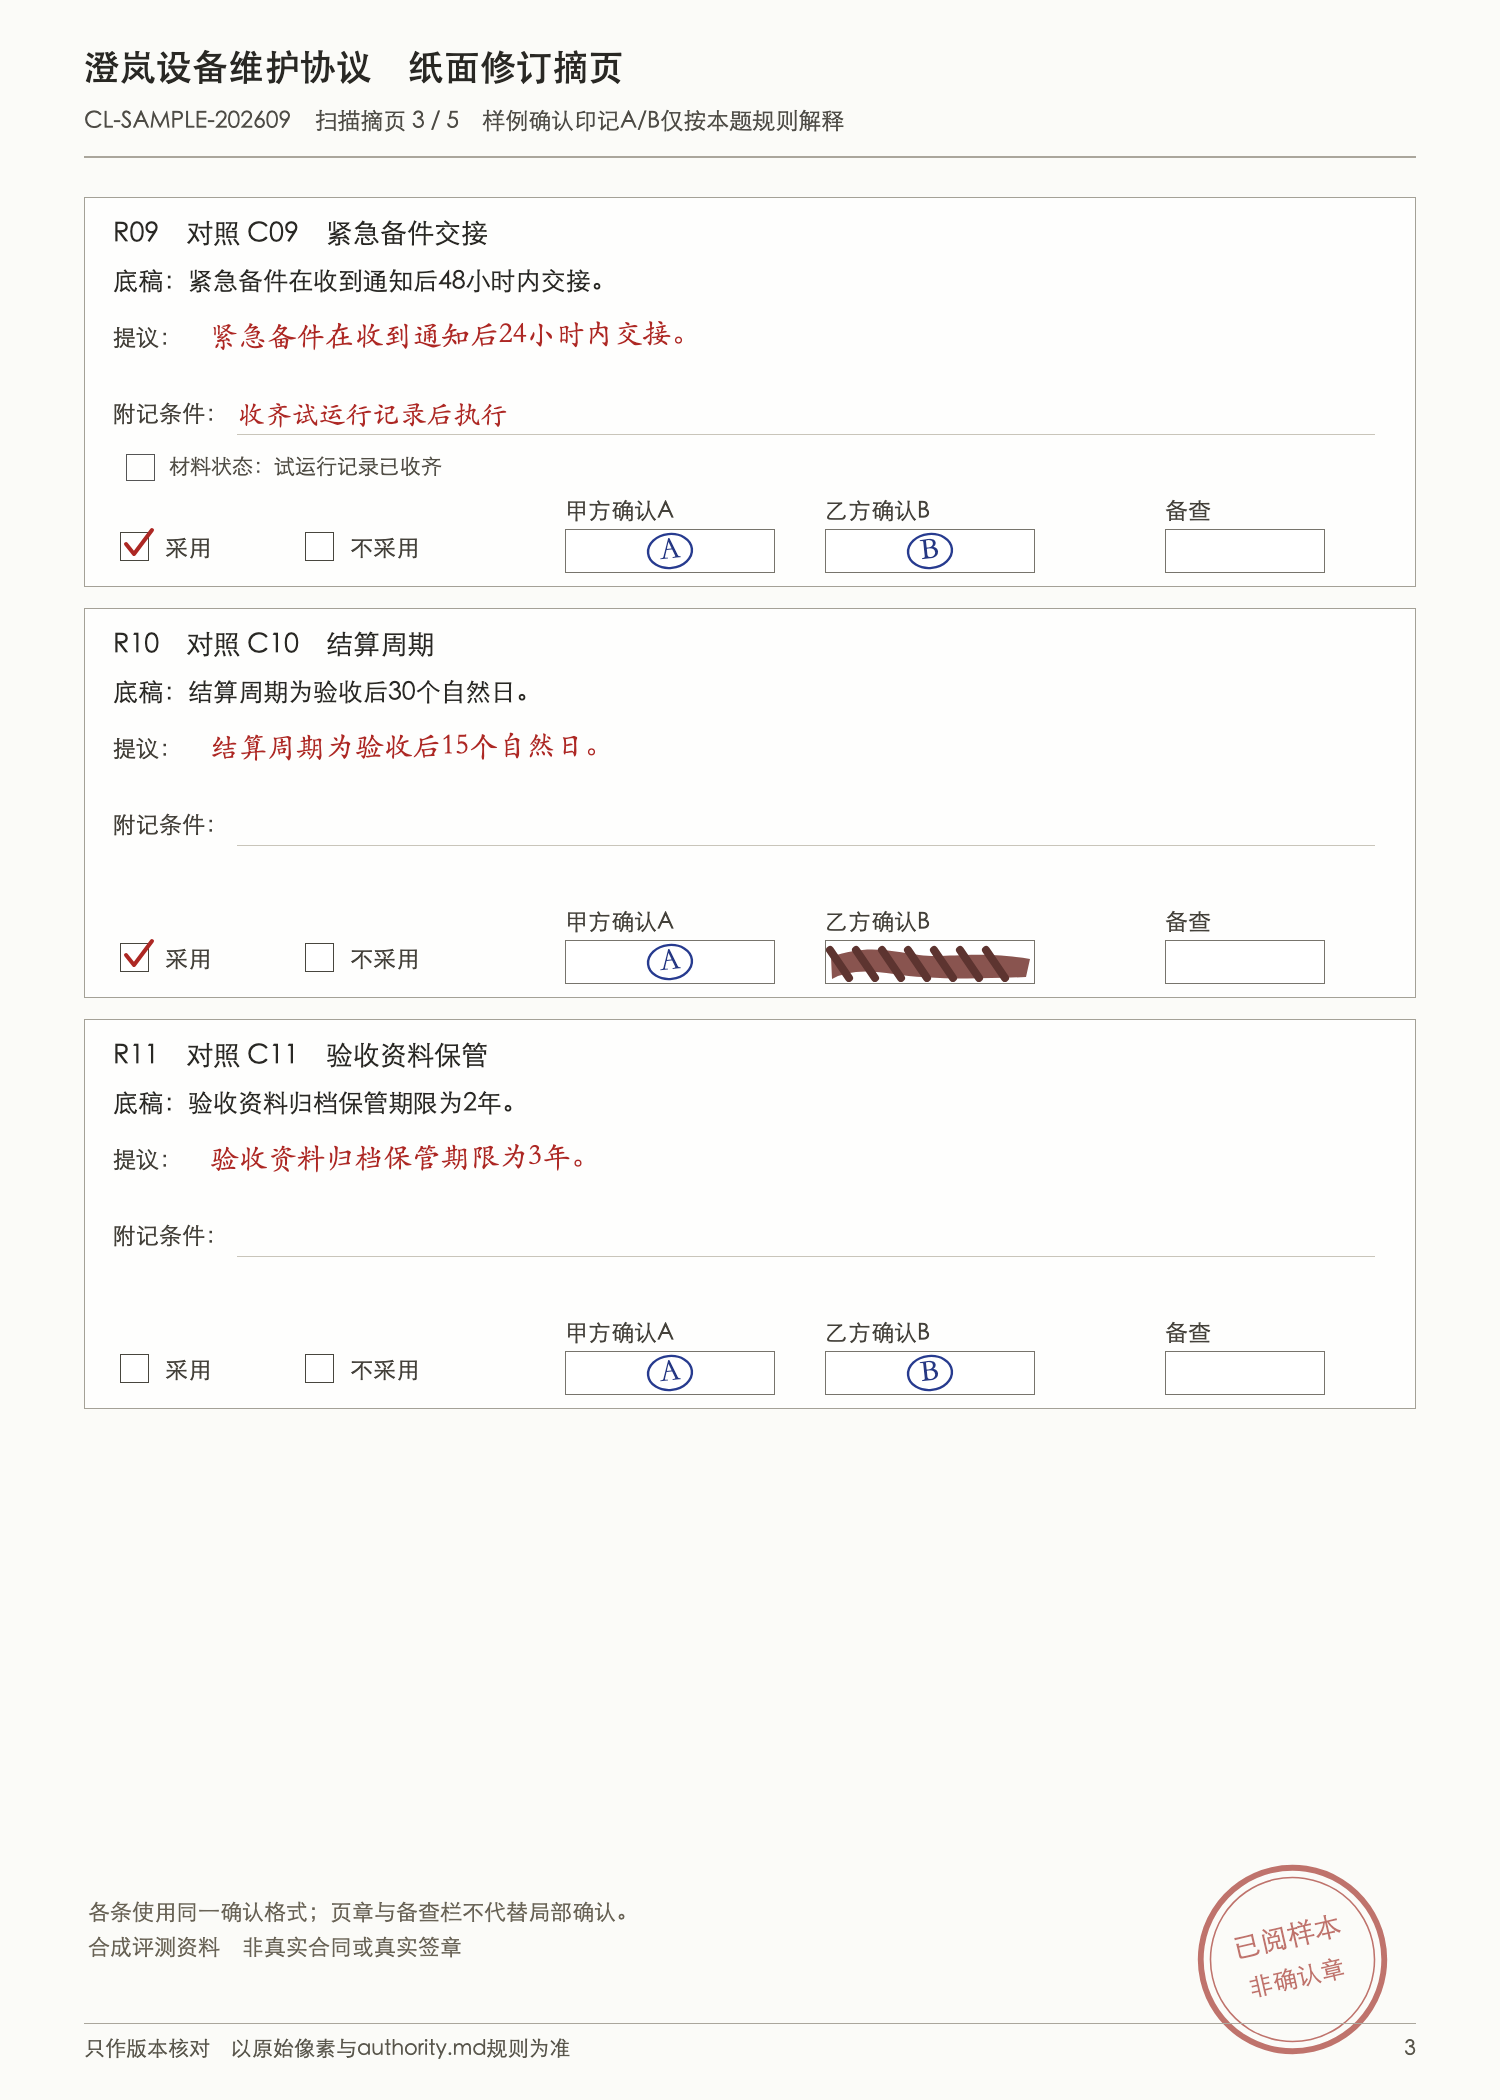 澄岚设备维护协议　纸面修订摘页
CL-SAMPLE-202609　扫描摘页 3 / 5　样例确认印记A/B仅按本题规则解释
R09　对照 C09　紧急备件交接
底稿：紧急备件在收到通知后48小时内交接。
提议：　紧急备件在收到通知后24小时内交接。
附记条件：　收齐试运行记录后执行
材料状态：试运行记录已收齐
甲方确认A　乙方确认B　备查
采用　不采用　A　B
R10　对照 C10　结算周期
底稿：结算周期为验收后30个自然日。
提议：　结算周期为验收后15个自然日。
附记条件：
甲方确认A　乙方确认B　备查
采用　不采用　A
R11　对照 C11　验收资料保管
底稿：验收资料归档保管期限为2年。
提议：　验收资料归档保管期限为3年。
附记条件：
甲方确认A　乙方确认B　备查
采用　不采用　A　B
各条使用同一确认格式；页章与备查栏不代替局部确认。
合成评测资料　非真实合同或真实签章
已阅样本
非确认章
只作版本核对　以原始像素与authority.md规则为准　3